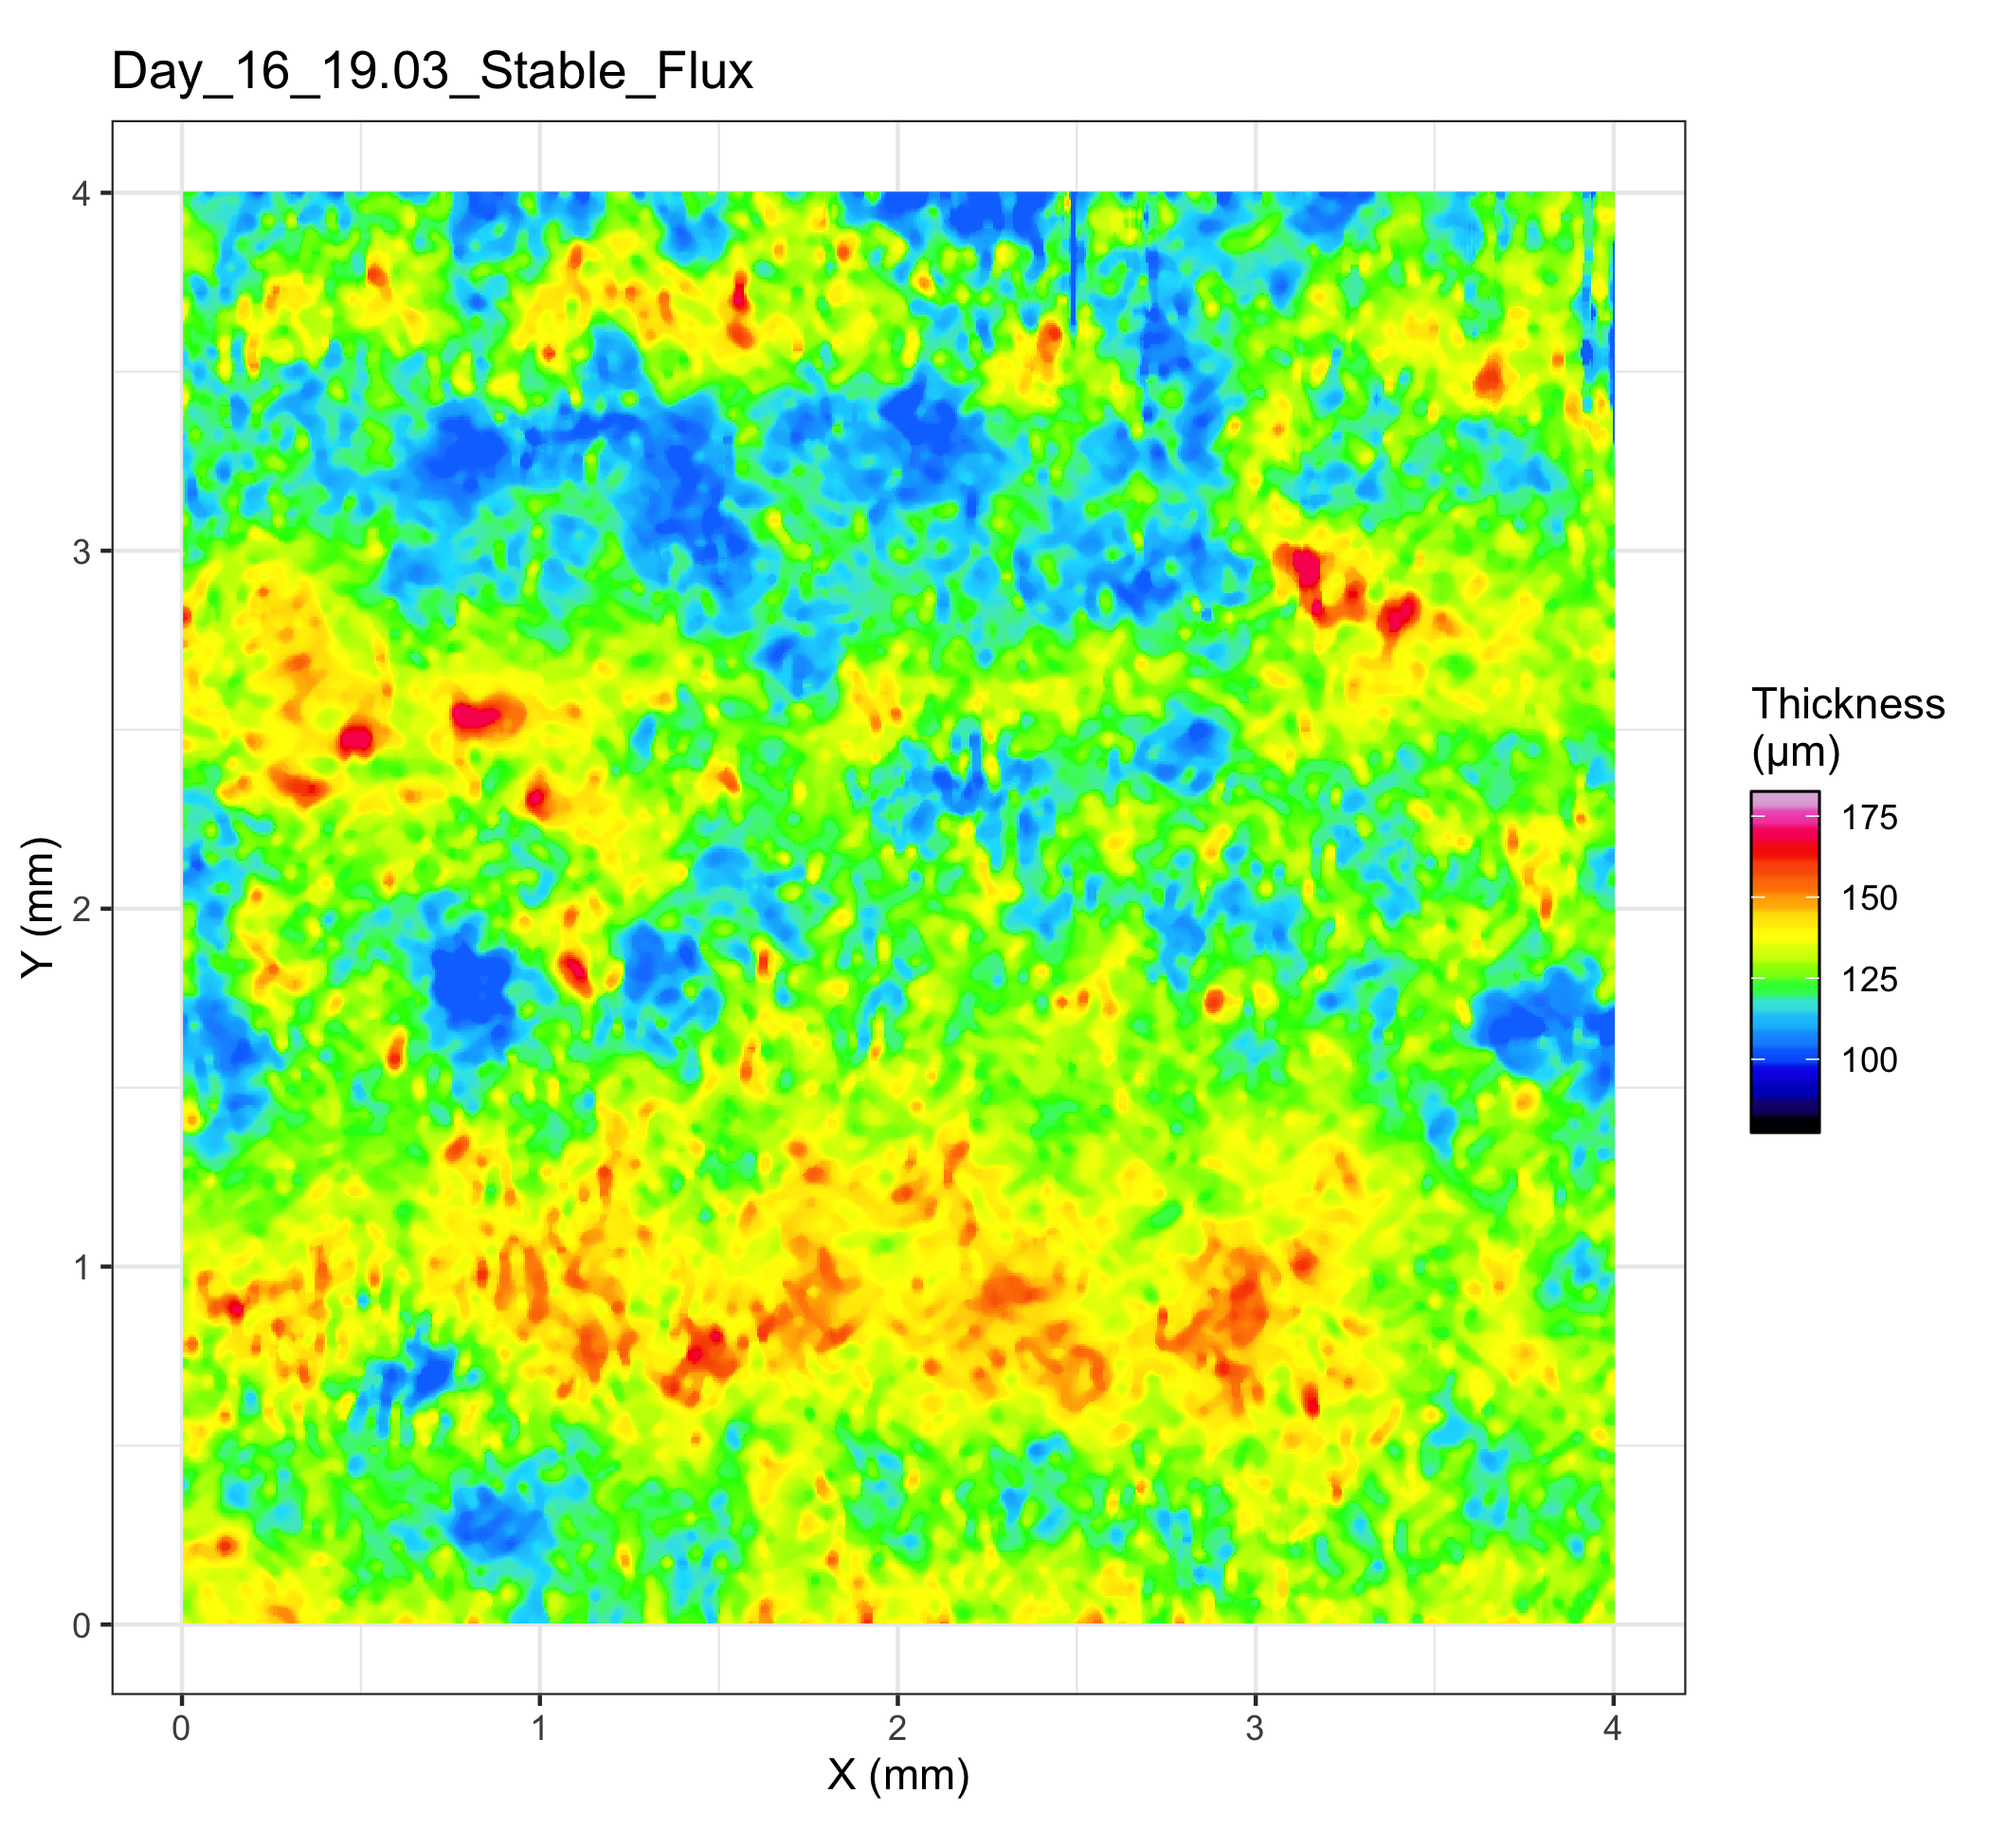 Day_16_19.03_Stable_Flux
4
3
2
1
0
Y (mm)
0 1 2 3 4
X (mm)
Thickness
(μm)
175
150
125
100